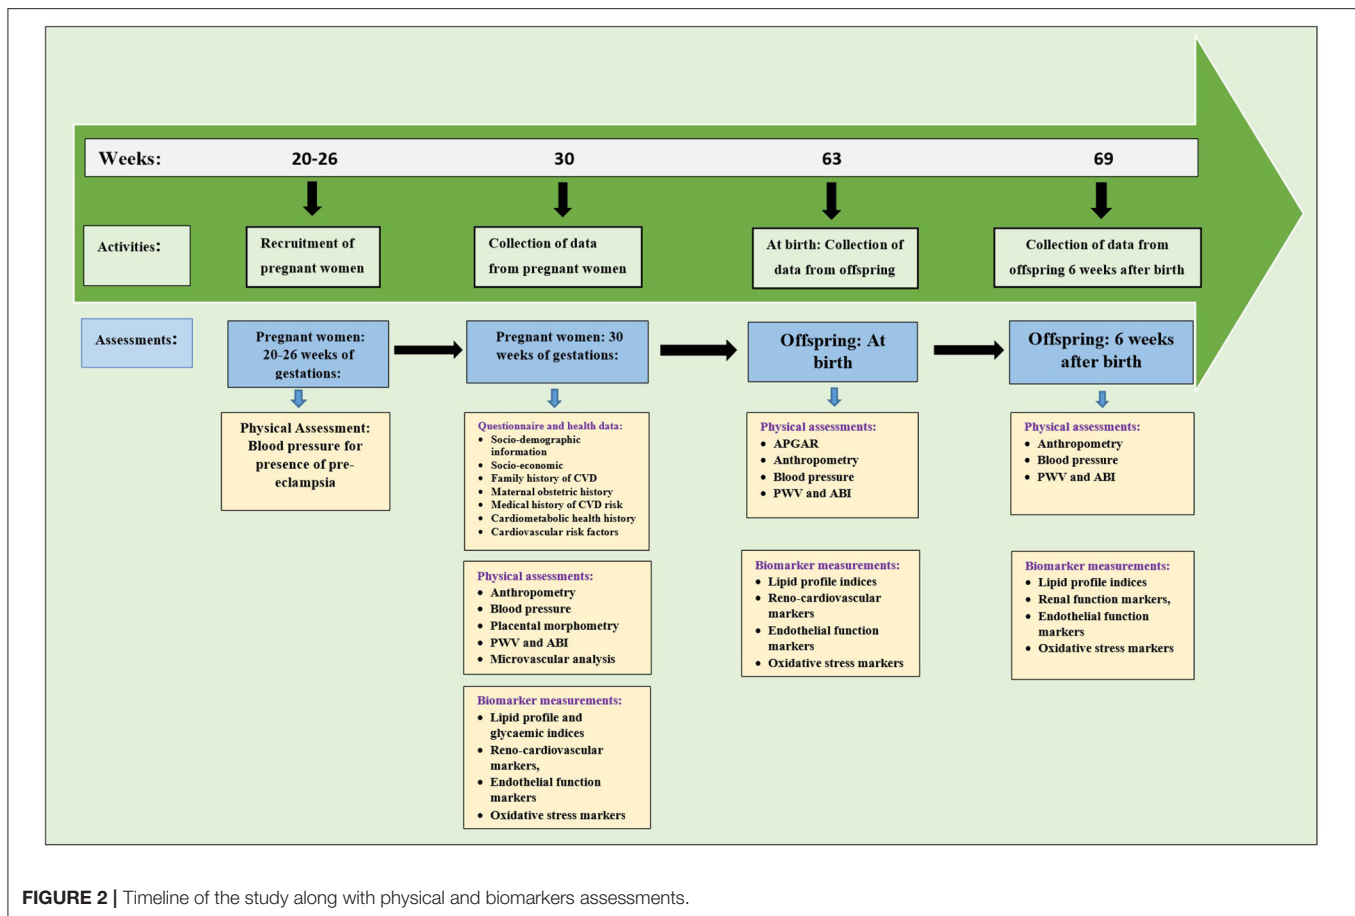 Weeks: 20-26 30 63 69
Activities:
Recruitment of
pregnant women
Collection of data
from pregnant women
At birth: Collection of
data from offspring
Collection of data from
offspring 6 weeks after birth
Assessments:
Pregnant women:
20-26 weeks of
gestations:
Pregnant women: 30
weeks of gestations:
Offspring: At
birth
Offspring: 6 weeks
after birth
Physical Assessment:
Blood pressure for
presence of pre-
eclampsia
Questionnaire and health data:
• Socio-demographic
information
• Socio-economic
• Family history of CVD
• Maternal obstetric history
• Medical history of CVD risk
• Cardiometabolic health history
• Cardiovascular risk factors
Physical assessments:
• Anthropometry
• Blood pressure
• Placental morphometry
• PWV and ABI
• Microvascular analysis
Biomarker measurements:
• Lipid profile and
glycaemic indices
• Reno-cardiovascular
markers,
• Endothelial function
markers
• Oxidative stress markers
Physical assessments:
• APGAR
• Anthropometry
• Blood pressure
• PWV and ABI
Biomarker measurements:
• Lipid profile indices
• Reno-cardiovascular
markers
• Endothelial function
markers
• Oxidative stress markers
Physical assessments:
• Anthropometry
• Blood pressure
• PWV and ABI
Biomarker measurements:
• Lipid profile indices
• Renal function markers,
• Endothelial function
markers
• Oxidative stress markers
FIGURE 2 | Timeline of the study along with physical and biomarkers assessments.